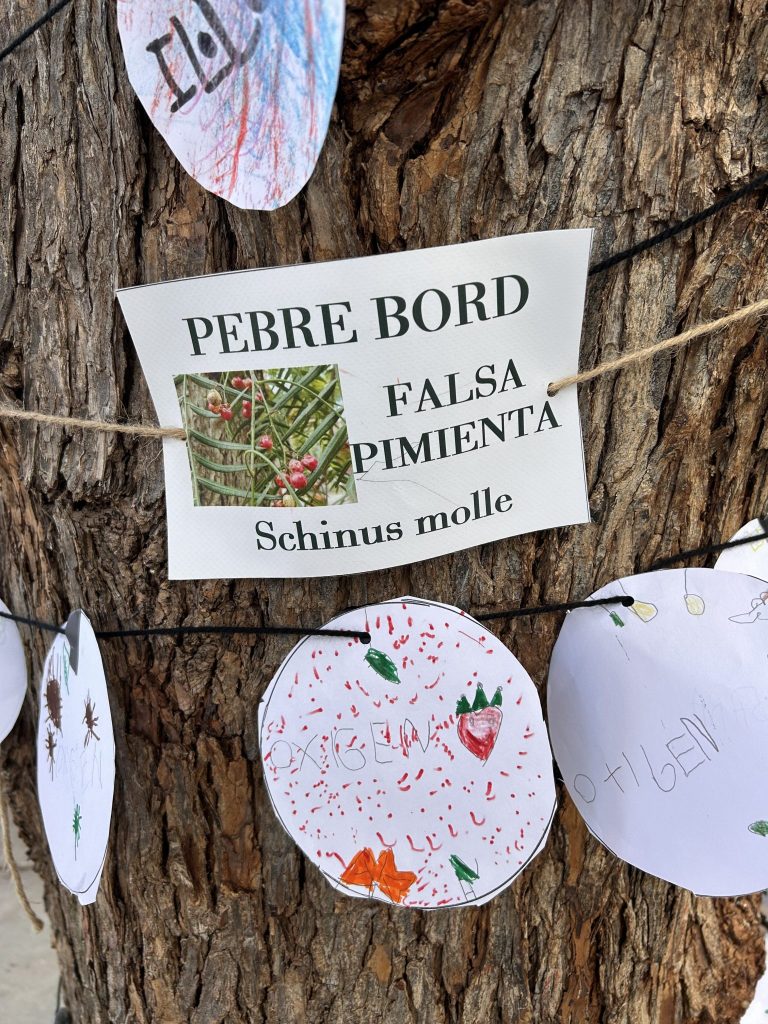 PEBRE BORD
FALSA
PIMIENTA
Schinus molle
OXIGEN
OXIGEN